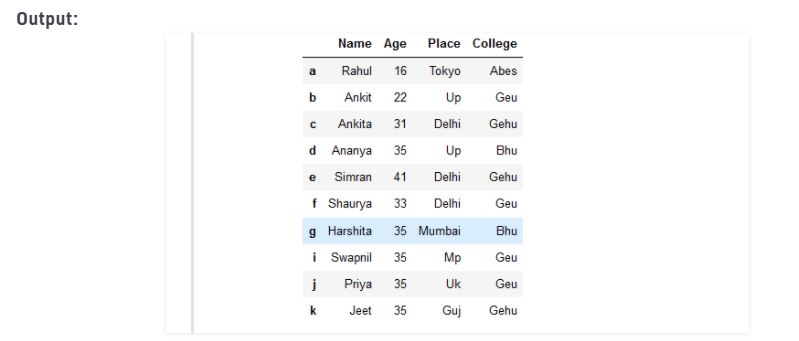 Output:
Name Age Place College
a Rahul 16 Tokyo Abes
b Ankit 22 Up Geu
c Ankita 31 Delhi Gehu
d Ananya 35 Up Bhu
e Simran 41 Delhi Gehu
f Shaurya 33 Delhi Geu
g Harshita 35 Mumbai Bhu
i Swapnil 35 Mp Geu
j Priya 35 Uk Geu
k Jeet 35 Guj Gehu